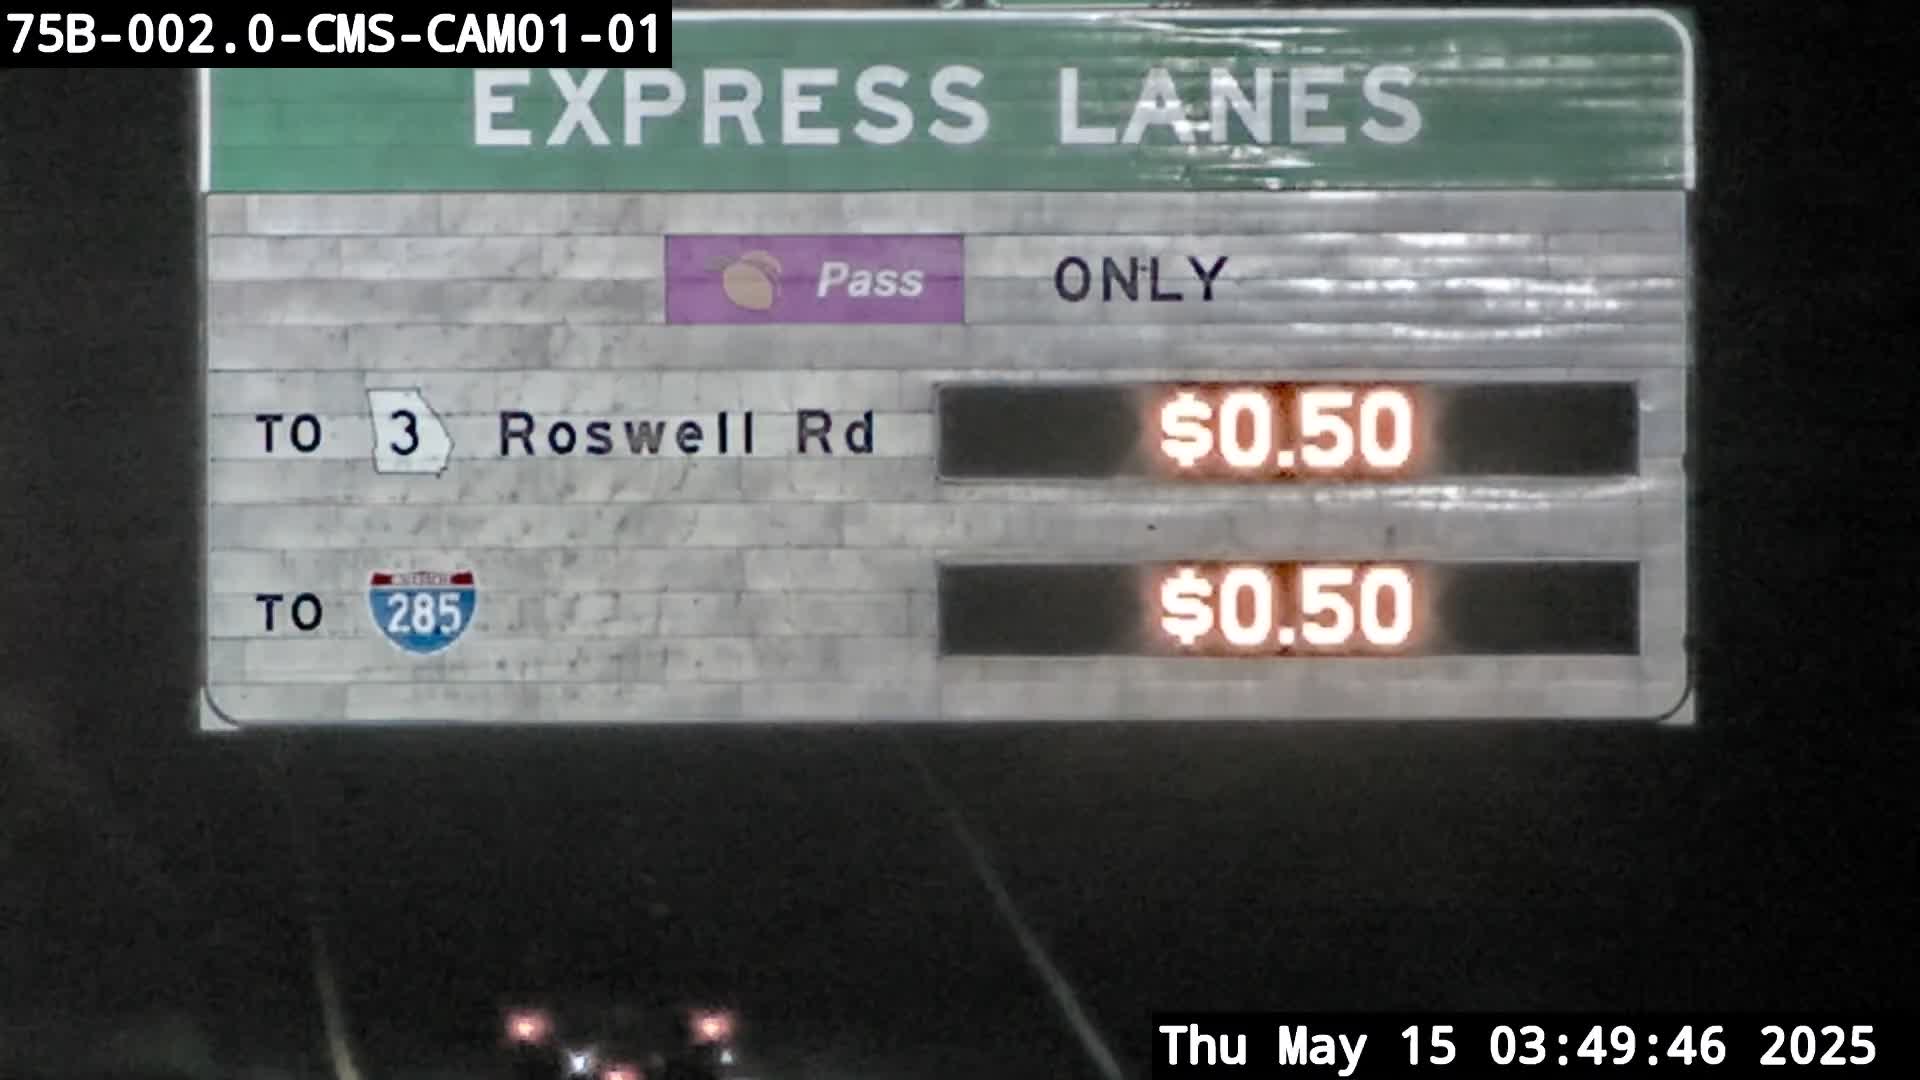 75B-002.0-CMS-CAM01-01
EXPRESS LANES
Pass ONLY
TO 3 Roswell Rd $0.50
TO 285 $0.50
Thu May 15 03:49:46 2025